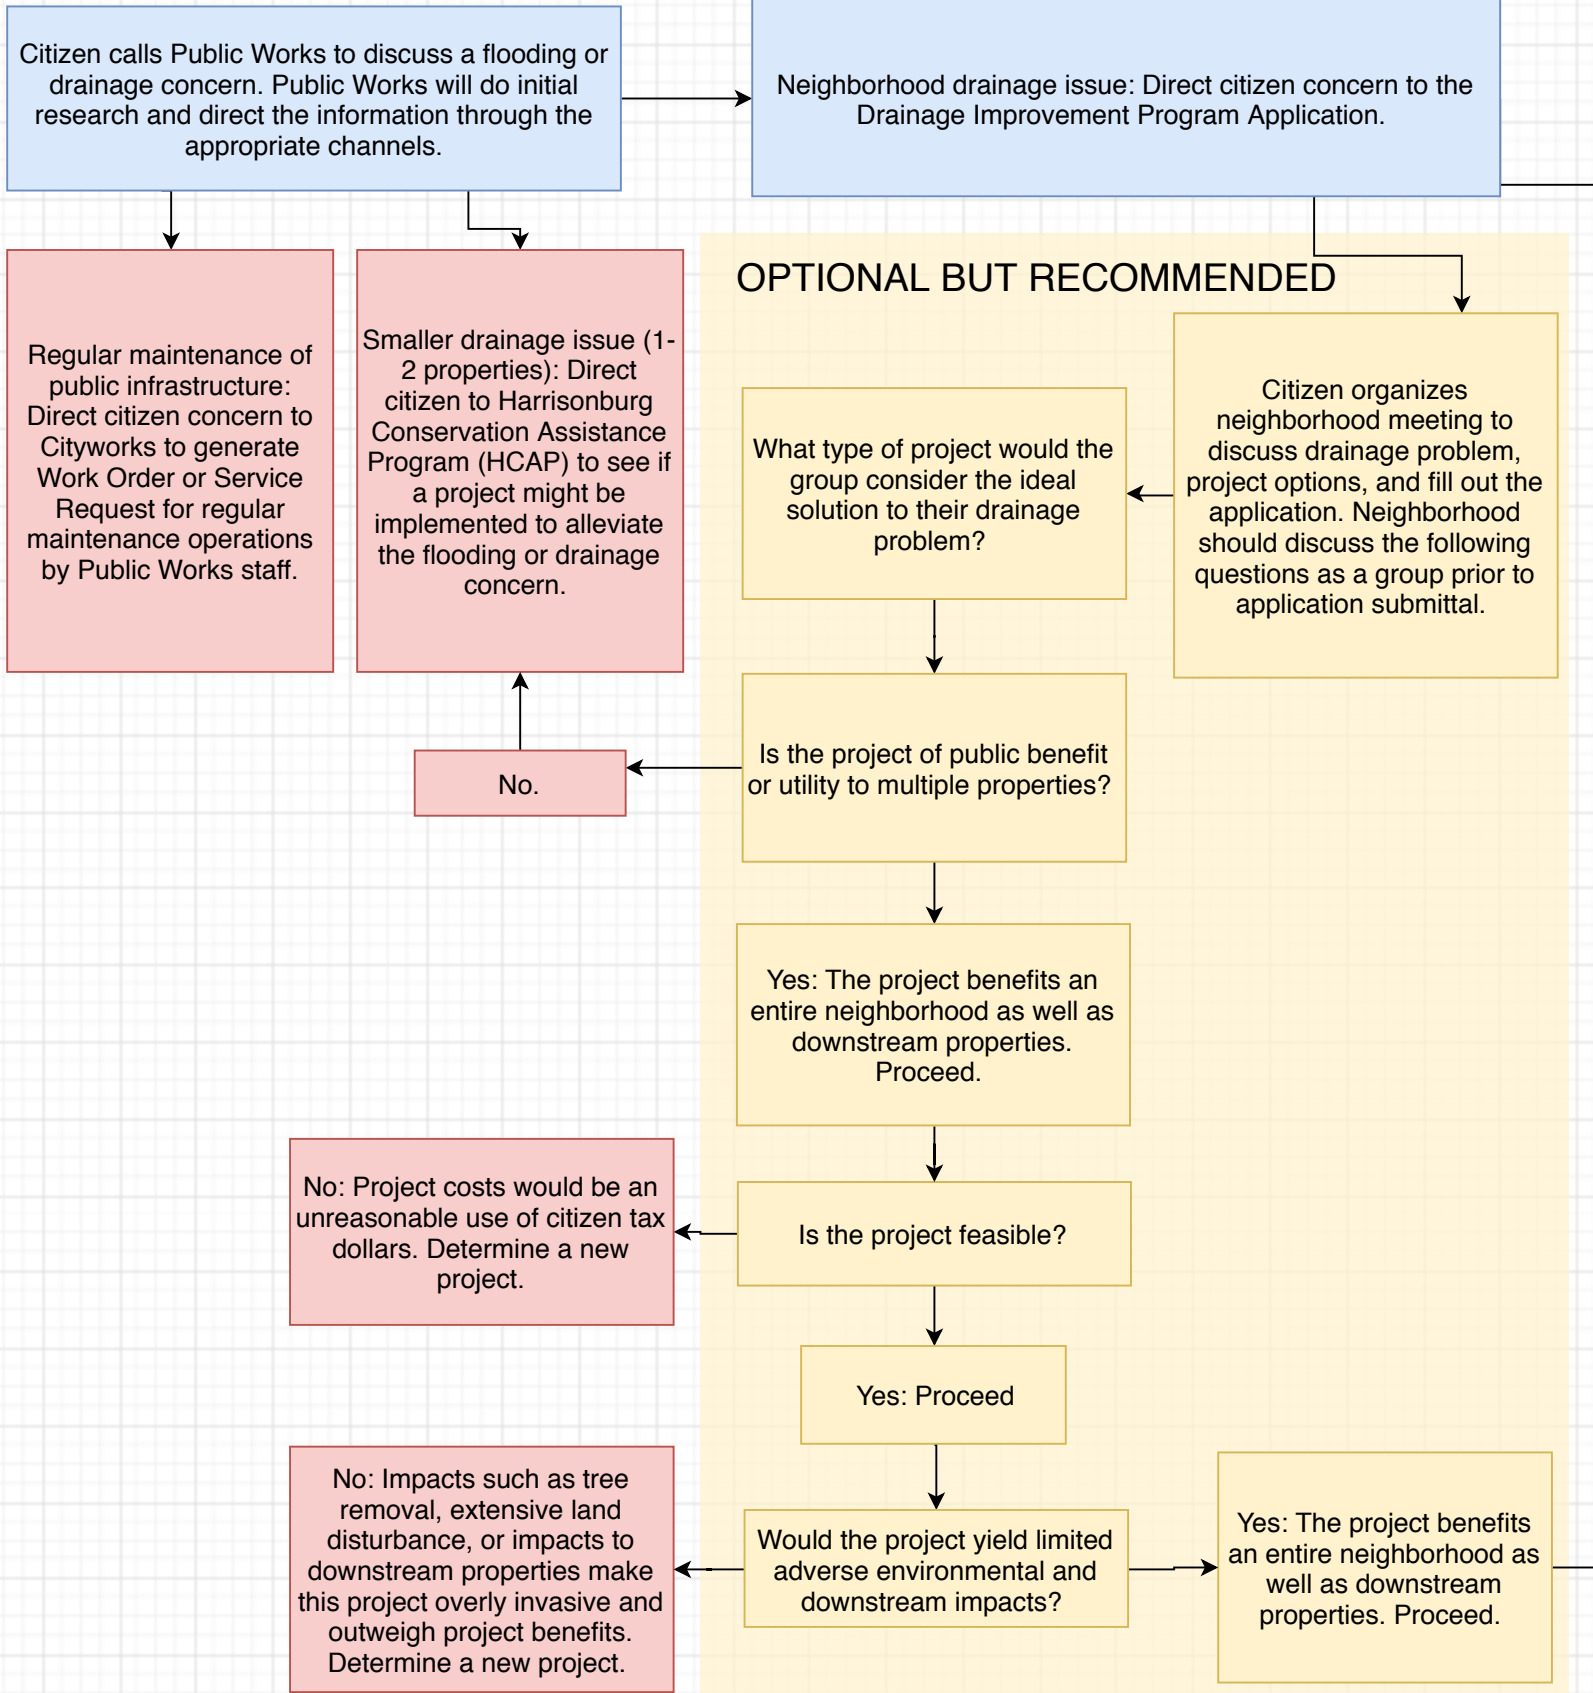 Citizen calls Public Works to discuss a flooding or
drainage concern. Public Works will do initial
research and direct the information through the
appropriate channels.
Neighborhood drainage issue: Direct citizen concern to the
Drainage Improvement Program Application.
Regular maintenance of
public infrastructure:
Direct citizen concern to
Cityworks to generate
Work Order or Service
Request for regular
maintenance operations
by Public Works staff.
Smaller drainage issue (1-
2 properties): Direct
citizen to Harrisonburg
Conservation Assistance
Program (HCAP) to see if
a project might be
implemented to alleviate
the flooding or drainage
concern.
OPTIONAL BUT RECOMMENDED
Citizen organizes
neighborhood meeting to
discuss drainage problem,
project options, and fill out the
application. Neighborhood
should discuss the following
questions as a group prior to
application submittal.
What type of project would the
group consider the ideal
solution to their drainage
problem?
Is the project of public benefit
or utility to multiple properties?
No.
Yes: The project benefits an
entire neighborhood as well as
downstream properties.
Proceed.
Is the project feasible?
No: Project costs would be an
unreasonable use of citizen tax
dollars. Determine a new
project.
Yes: Proceed
Would the project yield limited
adverse environmental and
downstream impacts?
No: Impacts such as tree
removal, extensive land
disturbance, or impacts to
downstream properties make
this project overly invasive and
outweigh project benefits.
Determine a new project.
Yes: The project benefits
an entire neighborhood as
well as downstream
properties. Proceed.